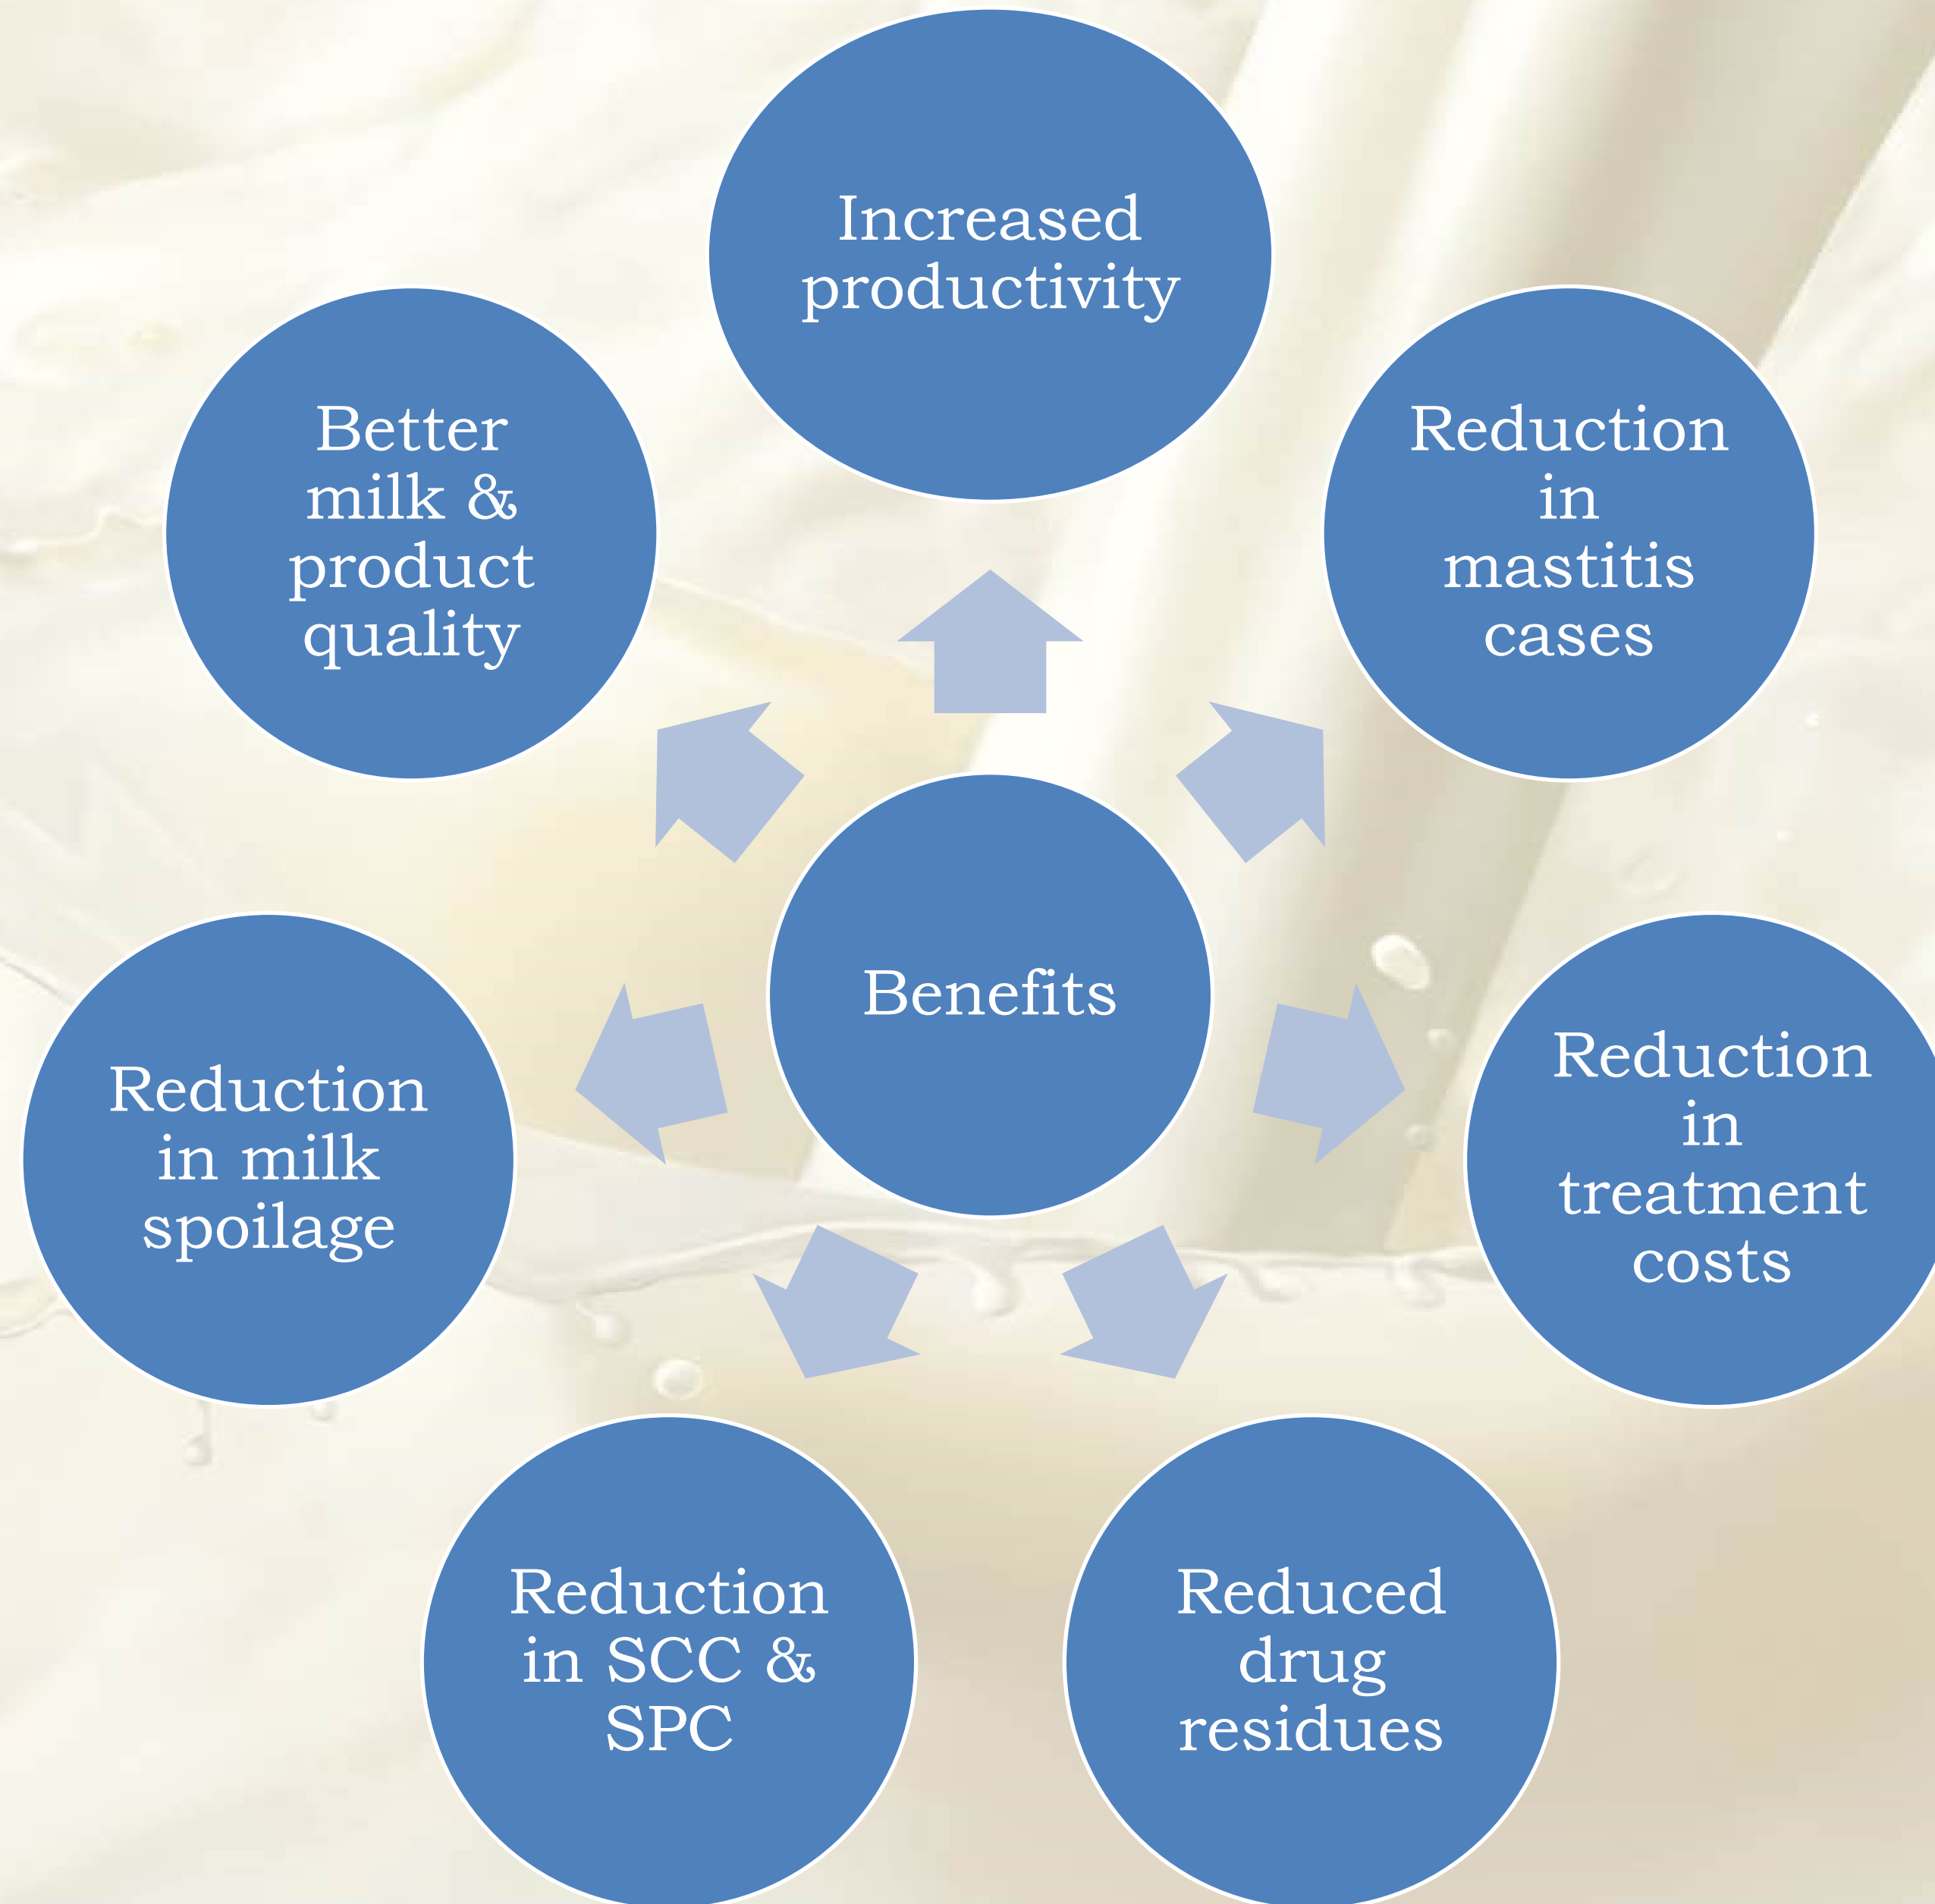 Increased
productivity
Reduction
in
mastitis
cases
Reduction
in
treatment
costs
Reduced
drug
residues
Reduction
in SCC &
SPC
Reduction
in milk
spoilage
Better
milk &
product
quality
Benefits